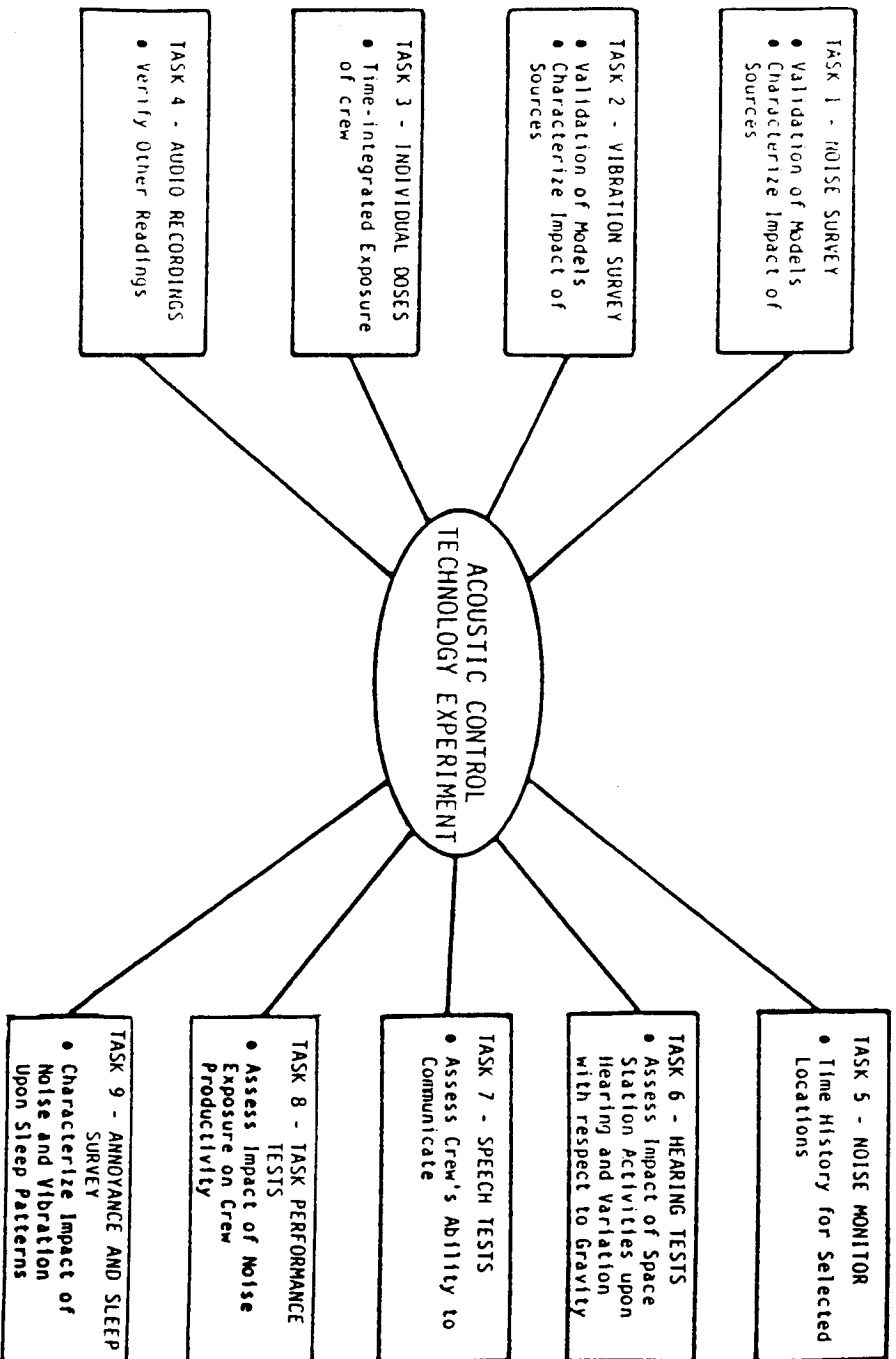 TASK 1 - NOISE SURVEY
● Validation of Models
● Characterize Impact of
Sources
TASK 2 - VIBRATION SURVEY
● Validation of Models
● Characterize Impact of
Sources
TASK 3 - INDIVIDUAL DOSES
● Time-integrated Exposure
of crew
TASK 4 - AUDIO RECORDINGS
● Verify Other Readings
ACOUSTIC CONTROL
TECHNOLOGY EXPERIMENT
TASK 5 - NOISE MONITOR
● Time History for Selected
Locations
TASK 6 - HEARING TESTS
● Assess Impact of Space
Station Activities upon
Hearing and Variation
with respect to Gravity
TASK 7 - SPEECH TESTS
● Assess Crew's Ability to
Communicate
TASK 8 - TASK PERFORMANCE
TESTS
● Assess Impact of Noise
Exposure on Crew
Productivity
TASK 9 - ANNOYANCE AND SLEEP
SURVEY
● Characterize Impact of
Noise and Vibration
Upon Sleep Patterns